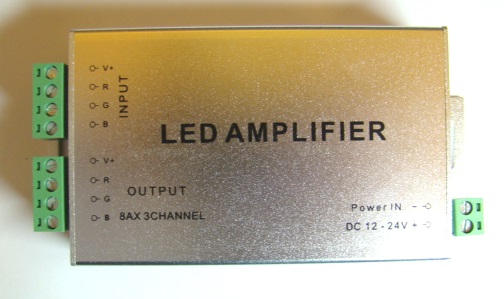 V+
R
G
B
INPUT
LED AMPLIFIER
V+
R
G
B
OUTPUT
8AX 3CHANNEL
Power IN -
DC 12 - 24V +